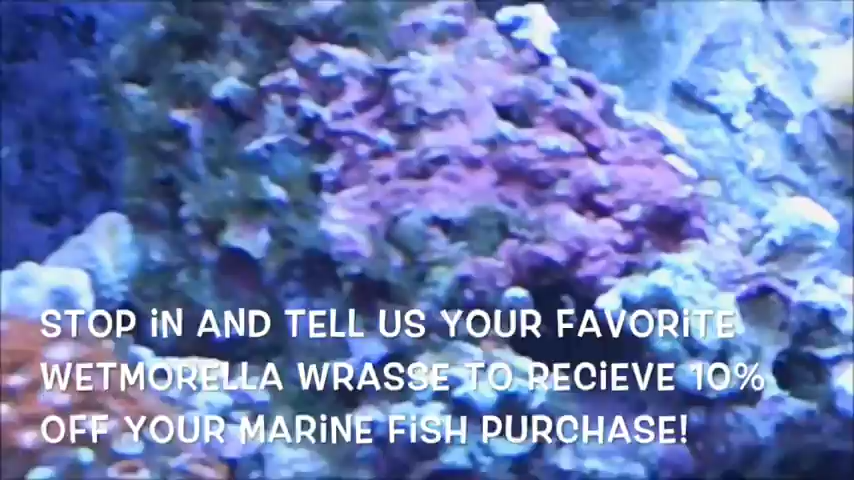 STOP iN AND TELL US YOUR FAVORiTE
WETMORELLA WRASSE TO RECiEVE 10%
OFF YOUR MARiNE FiSH PURCHASE!